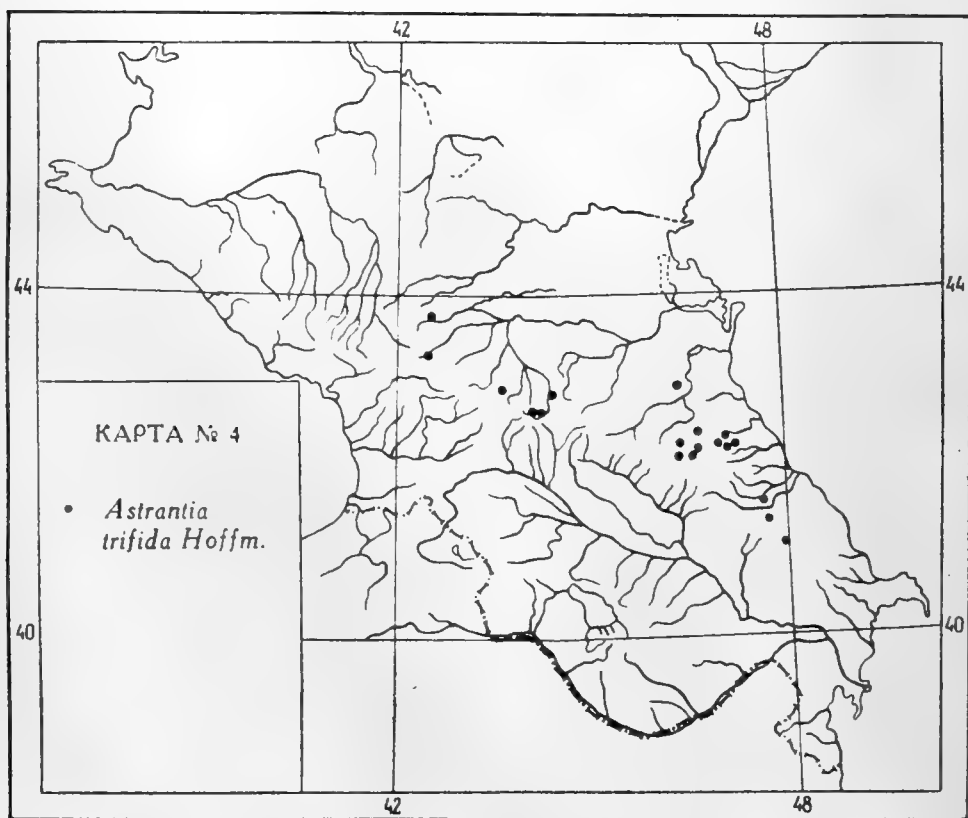 42 48
44 44
КАРТА № 4
Astrantia
trifida Hoffm.
40 40
42 48